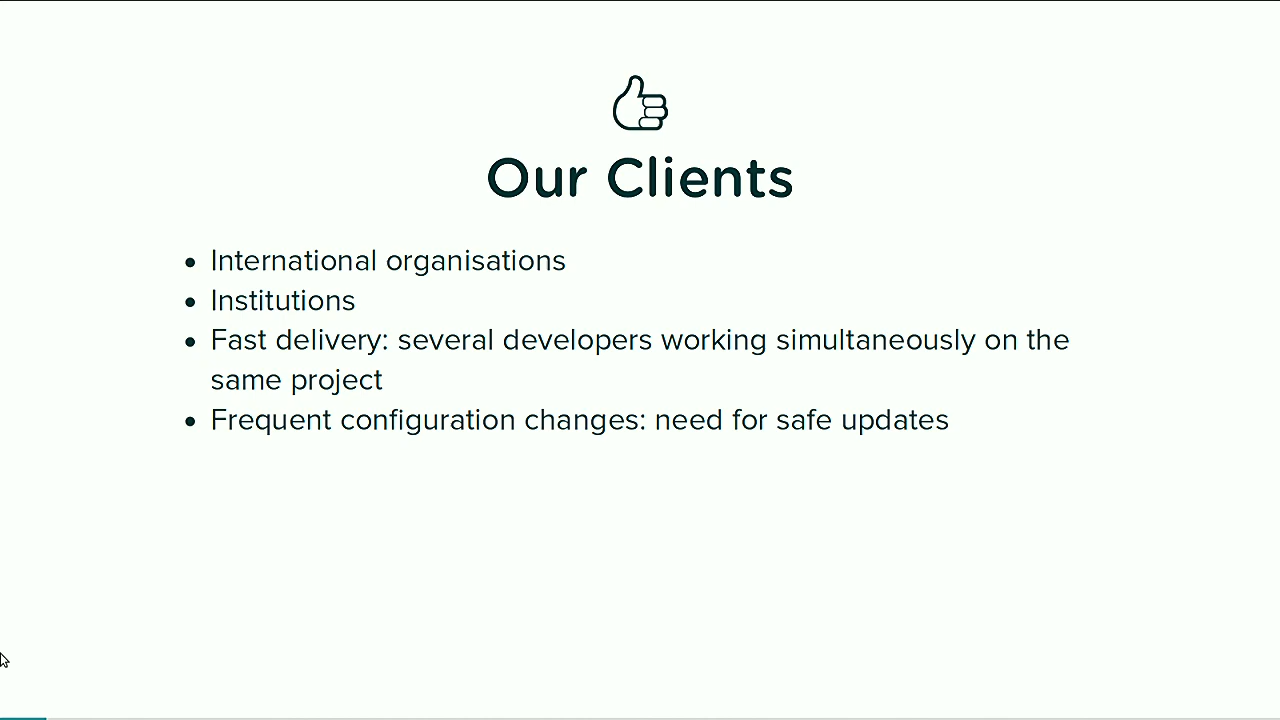 Our Clients
International organisations
Institutions
Fast delivery: several developers working simultaneously on the
same project
Frequent configuration changes: need for safe updates